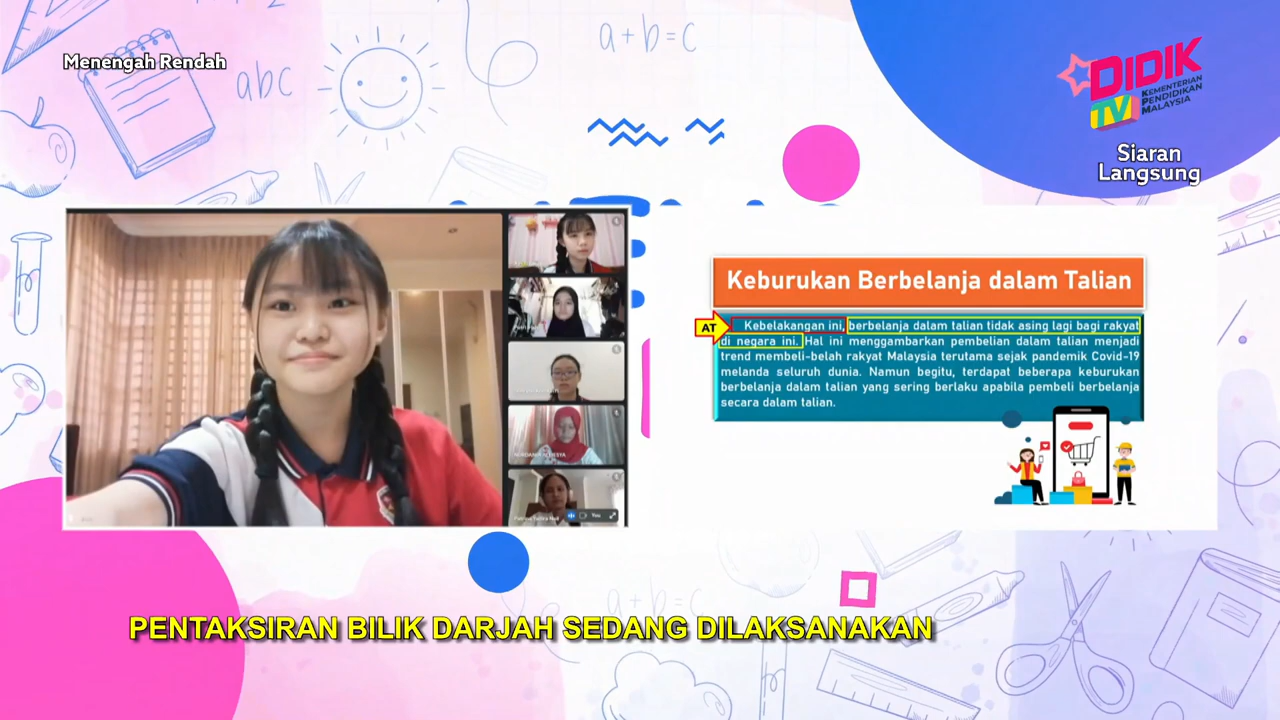 Menengah Rendah
abc
a+b=c
DIDIK
TV
KEMENTERIAN
PENDIDIKAN
MALAYSIA
Siaran
Langsung
Keburukan Berbelanja dalam Talian
AT
Kebelakangan ini, berbelanja dalam talian tidak asing lagi bagi rakyat
di negara ini. Hal ini menggambarkan pembelian dalam talian menjadi
trend membeli-belah rakyat Malaysia terutama sejak pandemik Covid-19
melanda seluruh dunia. Namun begitu, terdapat beberapa keburukan
berbelanja dalam talian yang sering berlaku apabila pembeli berbelanja
secara dalam talian.
You
a+b=c
PENTAKSIRAN BILIK DARJAH SEDANG DILAKSANAKAN